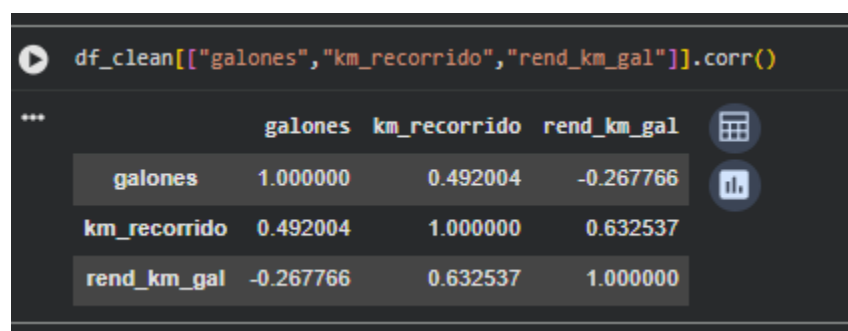 df_clean[["galones","km_recorrido","rend_km_gal"]].corr()
galones km_recorrido rend_km_gal
galones 1.000000 0.492004 -0.267766
km_recorrido 0.492004 1.000000 0.632537
rend_km_gal -0.267766 0.632537 1.000000